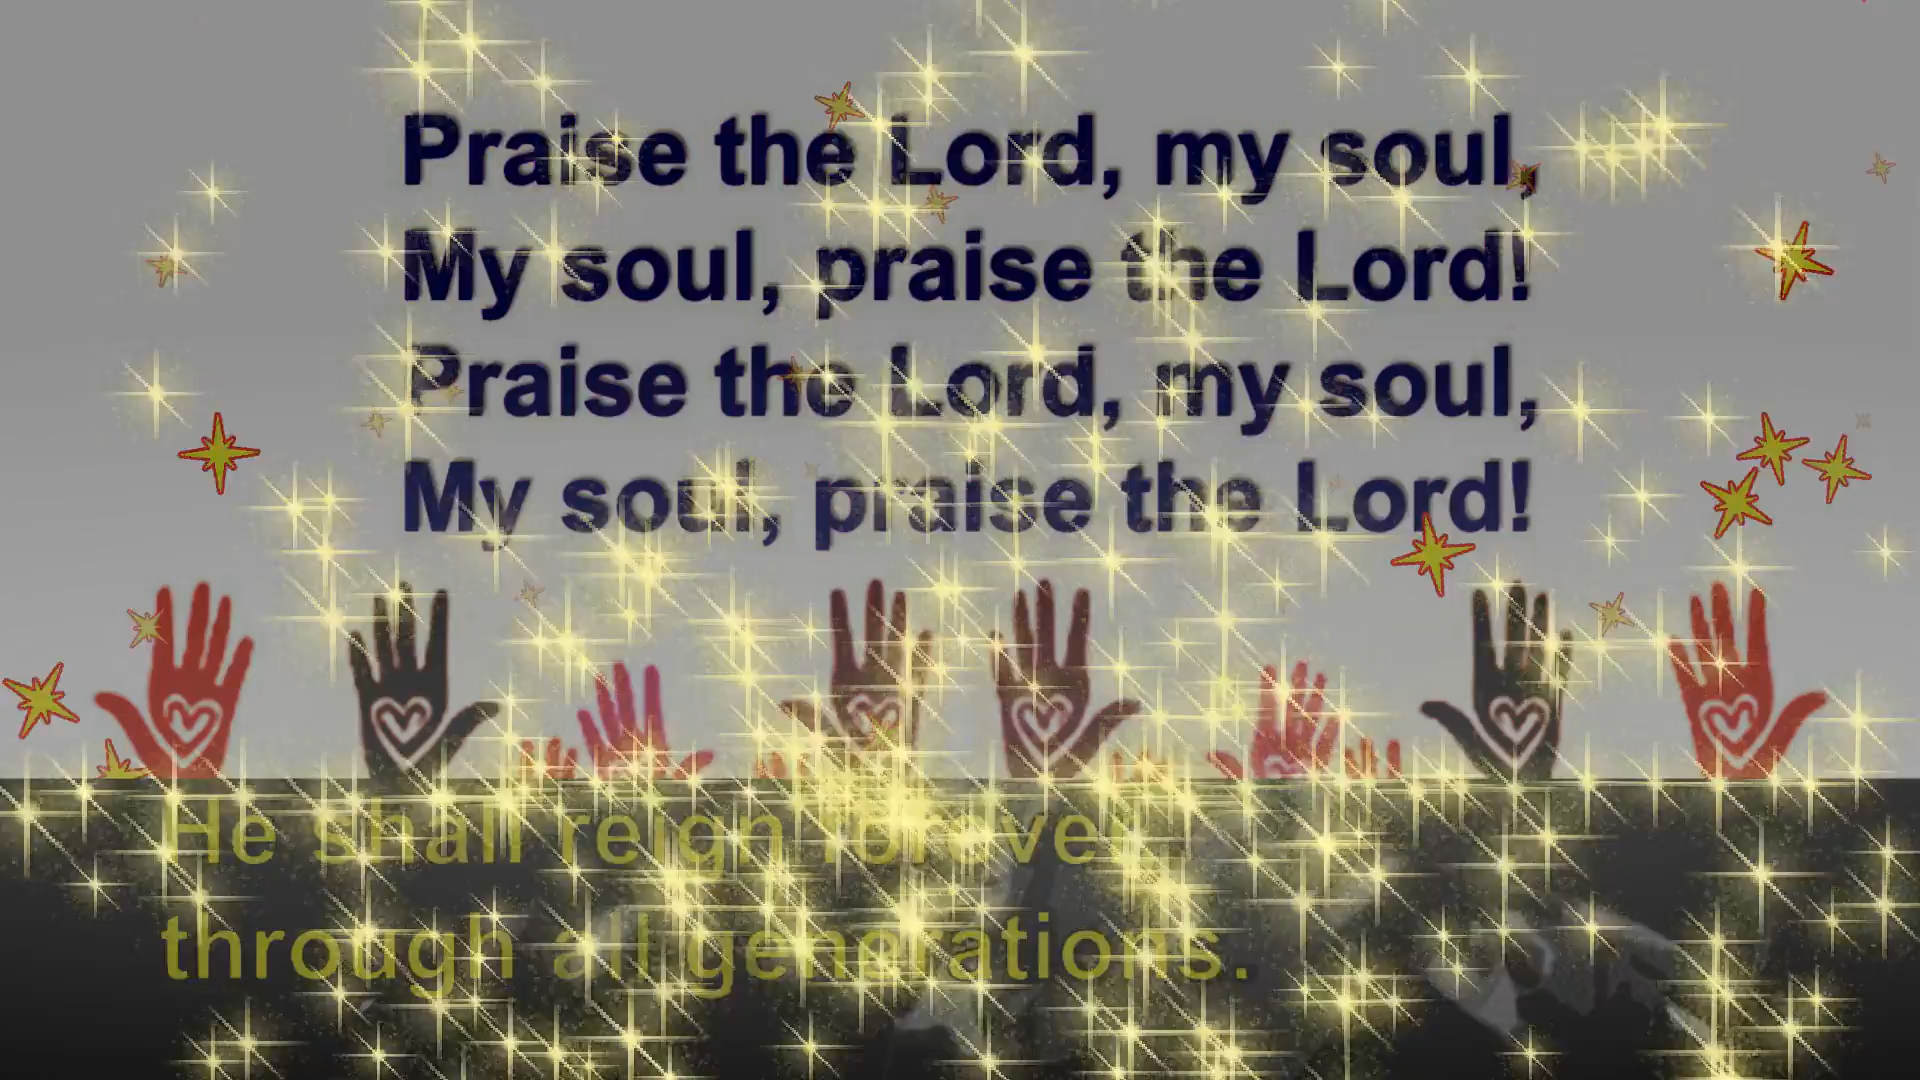 Praise the Lord, my soul,
My soul, praise the Lord!
Praise the Lord, my soul,
My soul, praise the Lord!
He shall reign forever
through all generations.